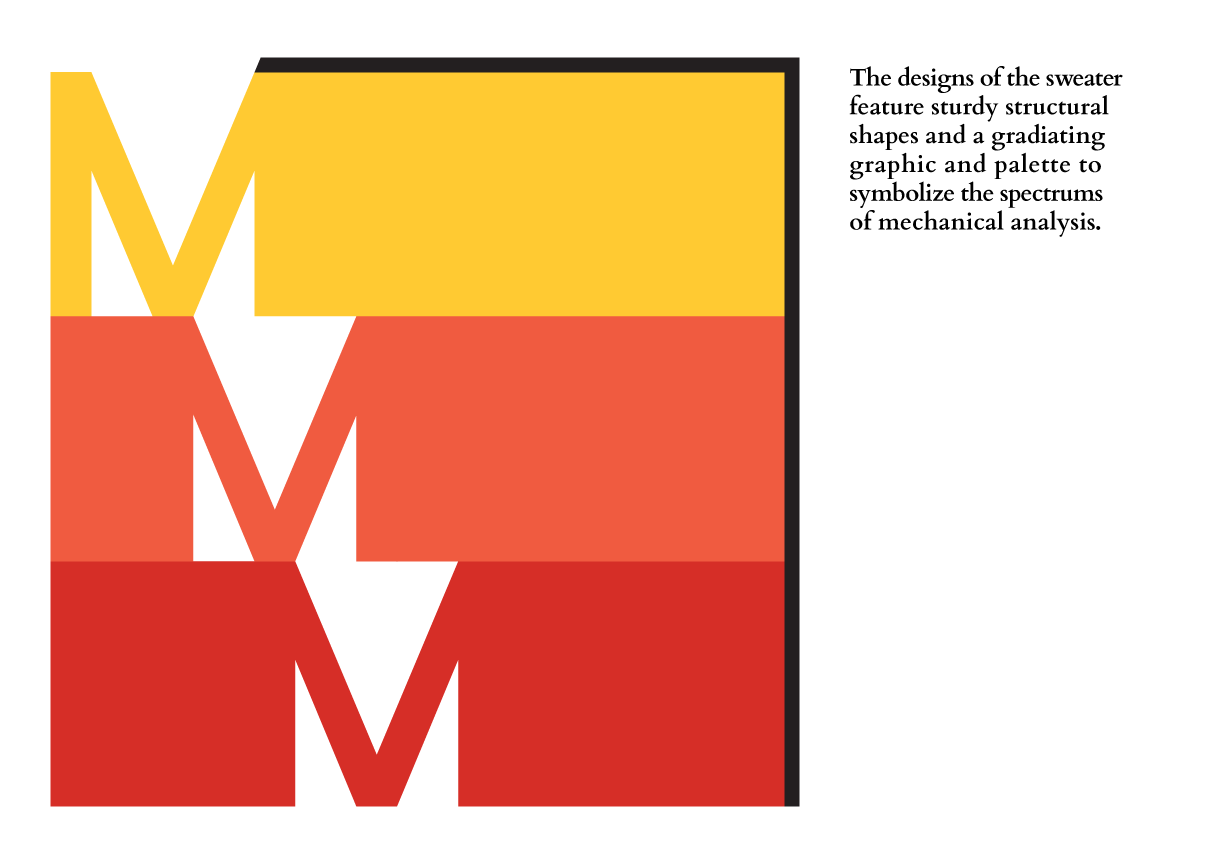 M
M
M
The designs of the sweater
feature sturdy structural
shapes and a gradiating
graphic and palette to
symbolize the spectrums
of mechanical analysis.